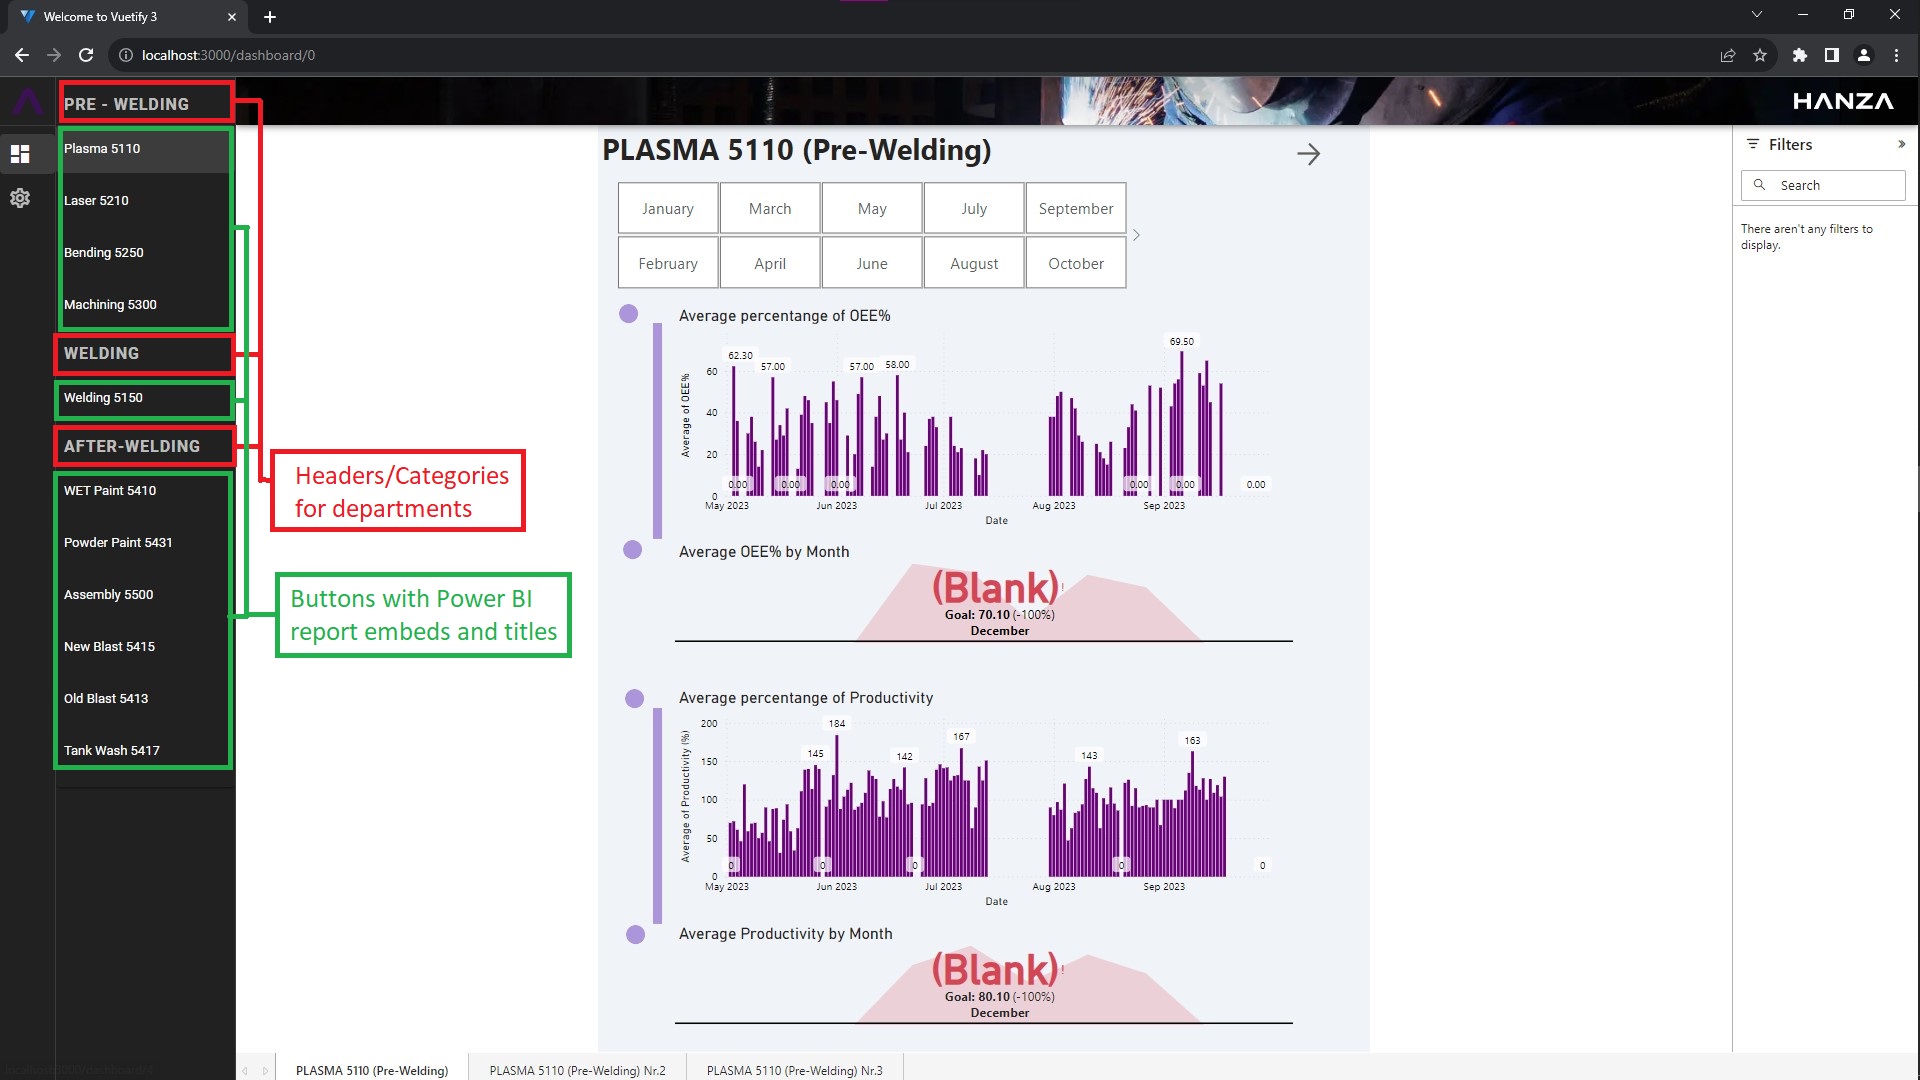 Welcome to Vuetify 3
localhost:3000/dashboard/0
HANZA
PRE - WELDING
Plasma 5110
Laser 5210
Bending 5250
Machining 5300
WELDING
Welding 5150
AFTER-WELDING
WET Paint 5410
Powder Paint 5431
Assembly 5500
New Blast 5415
Old Blast 5413
Tank Wash 5417
Headers/Categories
for departments
Buttons with Power BI
report embeds and titles
PLASMA 5110 (Pre-Welding)
January March May July September
February April June August October
Average percentange of OEE%
Average of OEE%
60
40
20
0
62.30 57.00 57.00 58.00 69.50
0.00 0.00 0.00 0.00 0.00 0.00
May 2023 Jun 2023 Jul 2023 Aug 2023 Sep 2023
Date
Average OEE% by Month
(Blank)!
Goal: 70.10 (-100%)
December
Average percentange of Productivity
Average of Productivity (%)
200
150
100
50
0
145 184 142 167 143 163
0 0 0 0 0
May 2023 Jun 2023 Jul 2023 Aug 2023 Sep 2023
Date
Average Productivity by Month
(Blank)!
Goal: 80.10 (-100%)
December
Filters
Search
There aren't any filters to
display.
PLASMA 5110 (Pre-Welding) PLASMA 5110 (Pre-Welding) Nr.2 PLASMA 5110 (Pre-Welding) Nr.3